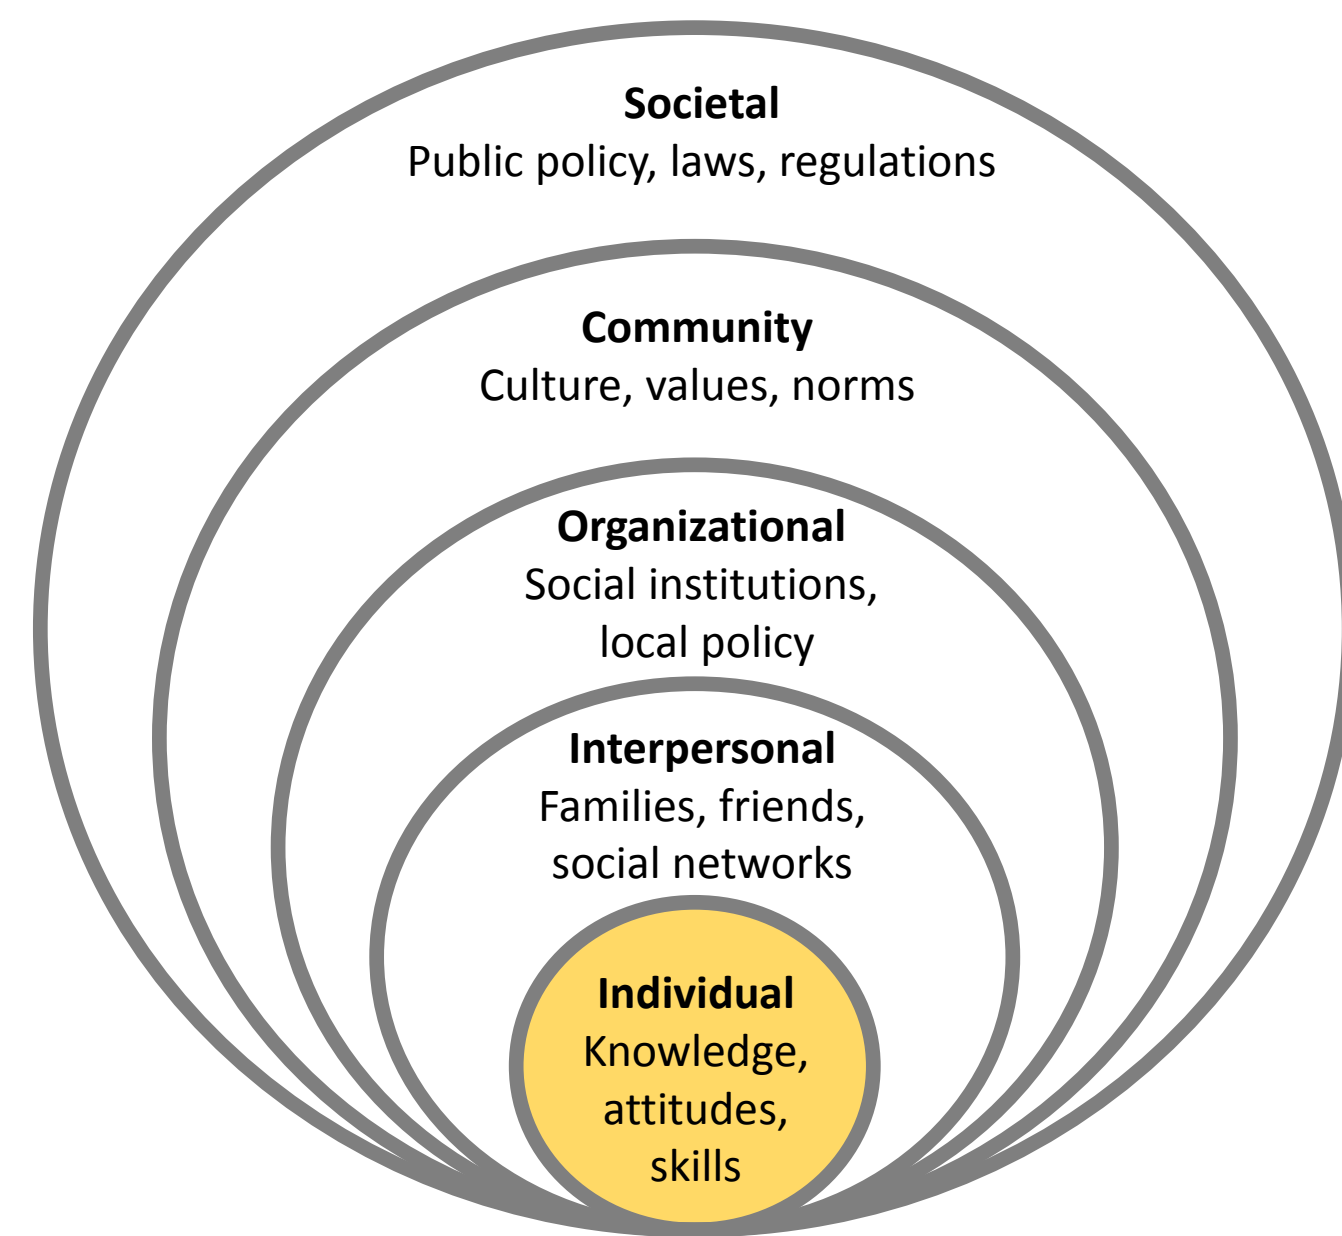 Societal
Public policy, laws, regulations
Community
Culture, values, norms
Organizational
Social institutions,
local policy
Interpersonal
Families, friends,
social networks
Individual
Knowledge,
attitudes,
skills